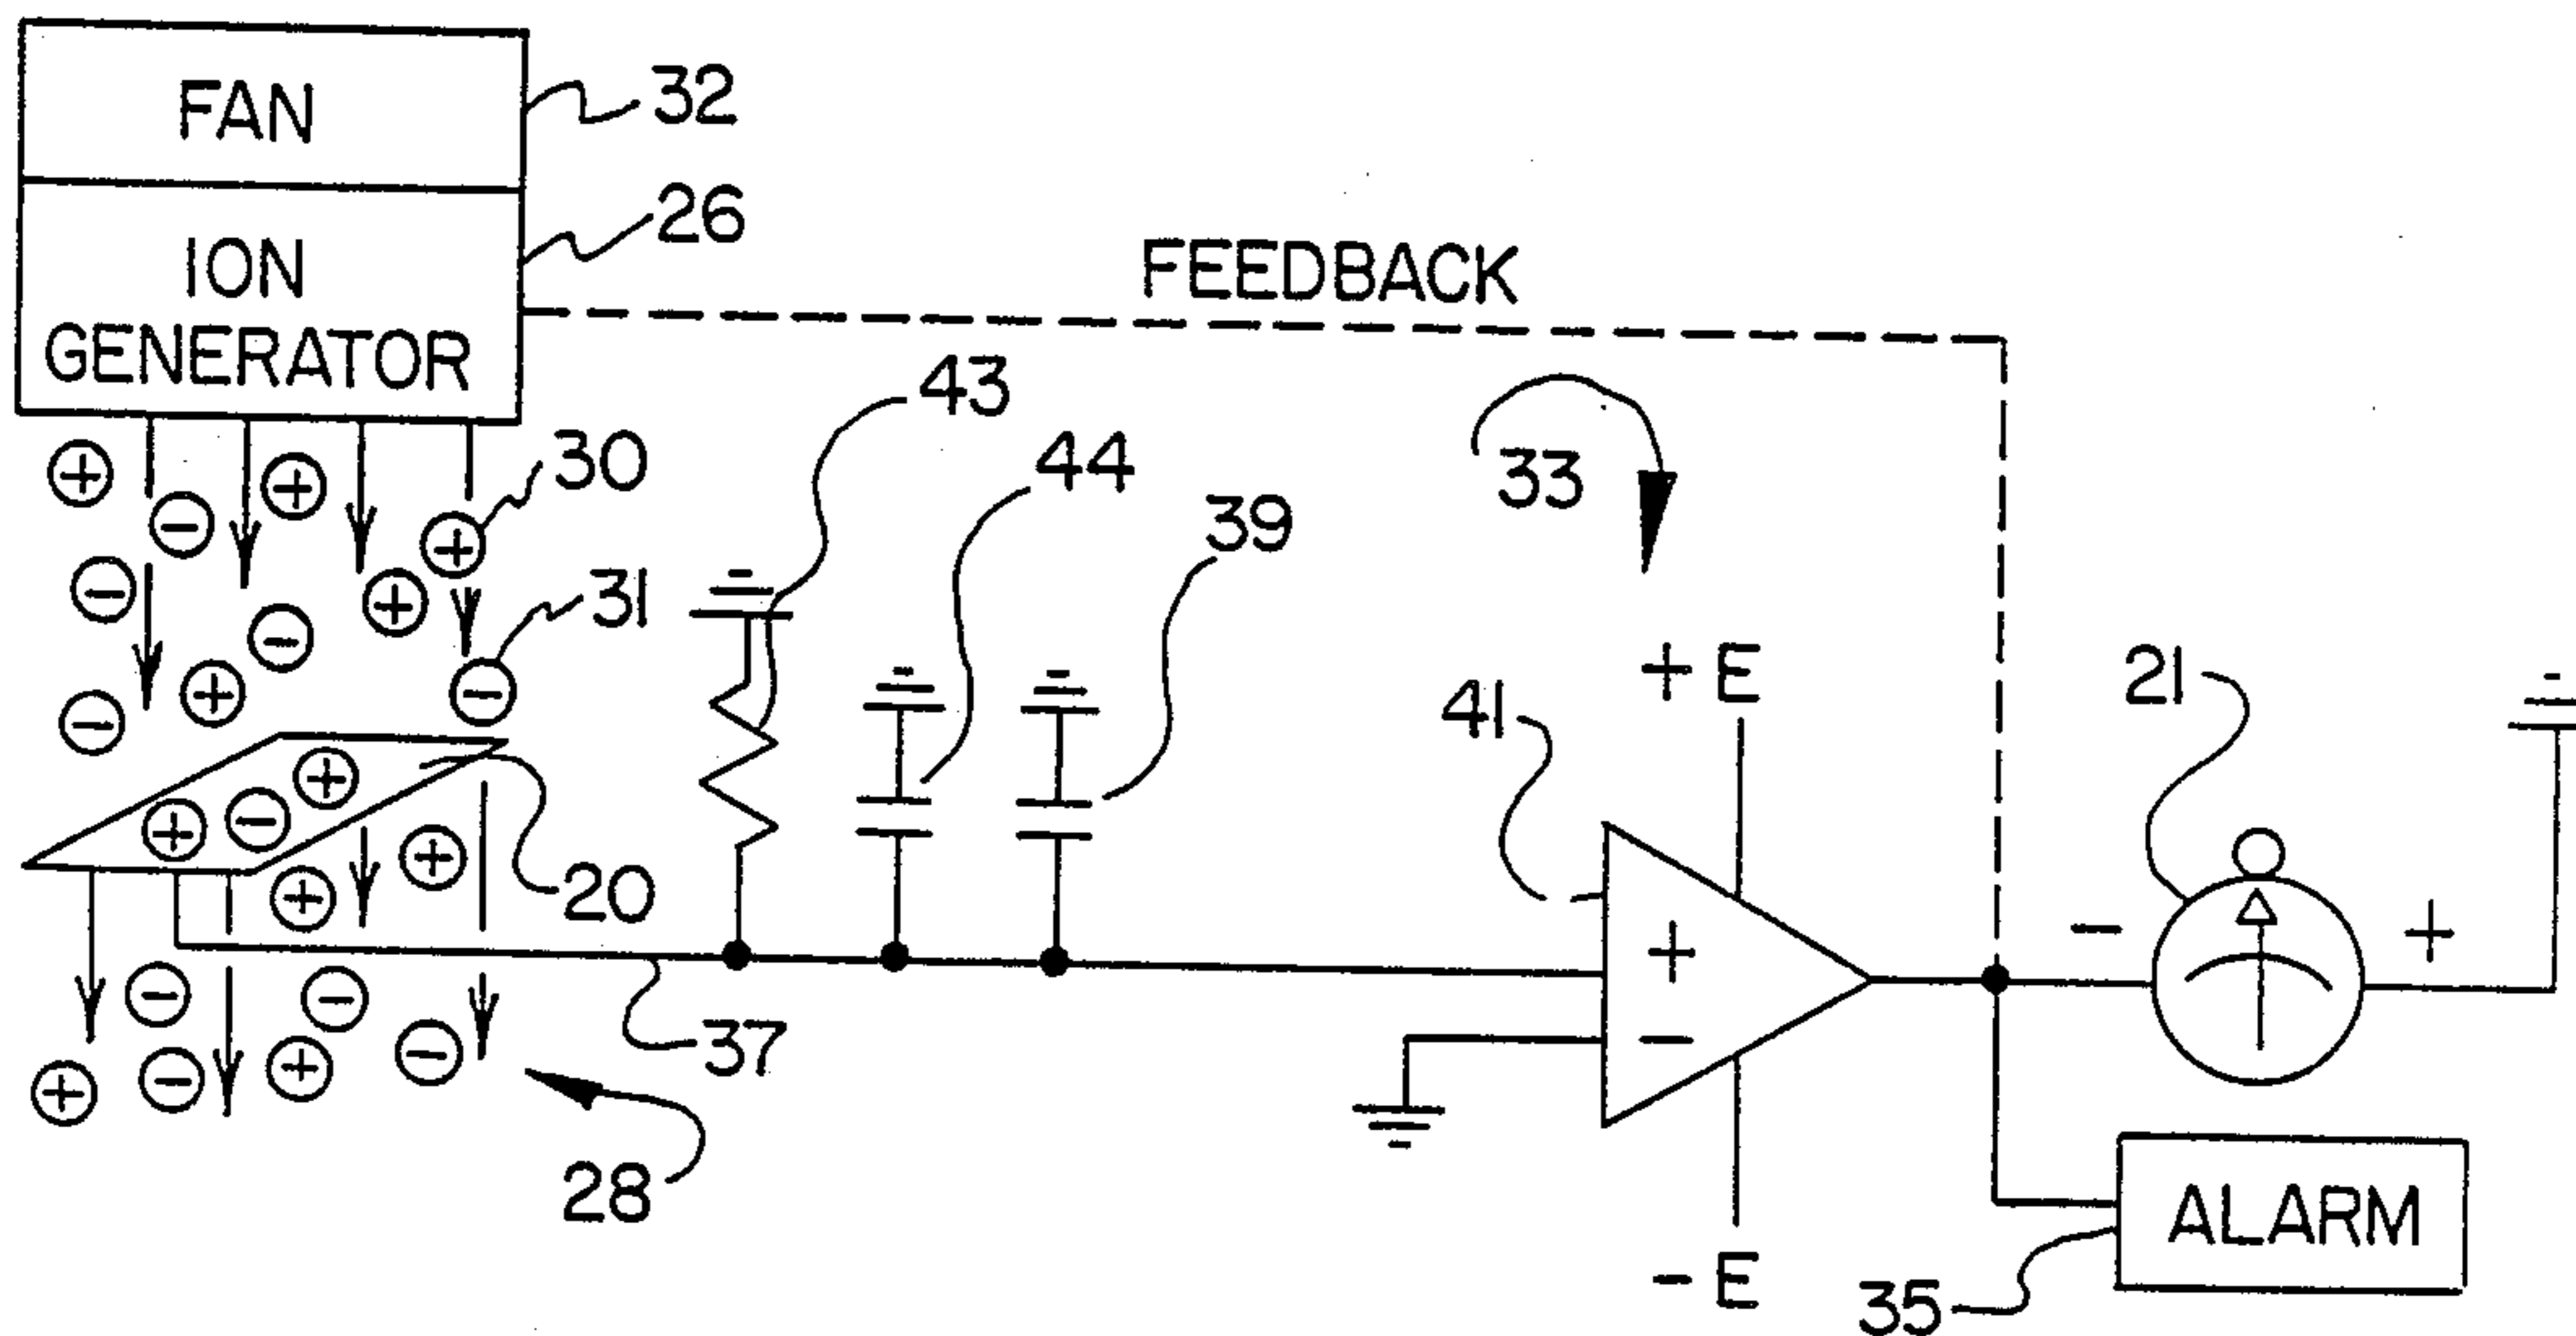 FAN
32
ION
GENERATOR
26
FEEDBACK
43
44
39
33
30
31
+ E
21
41
20
37
28
- E
+
-
-
+
ALARM
35